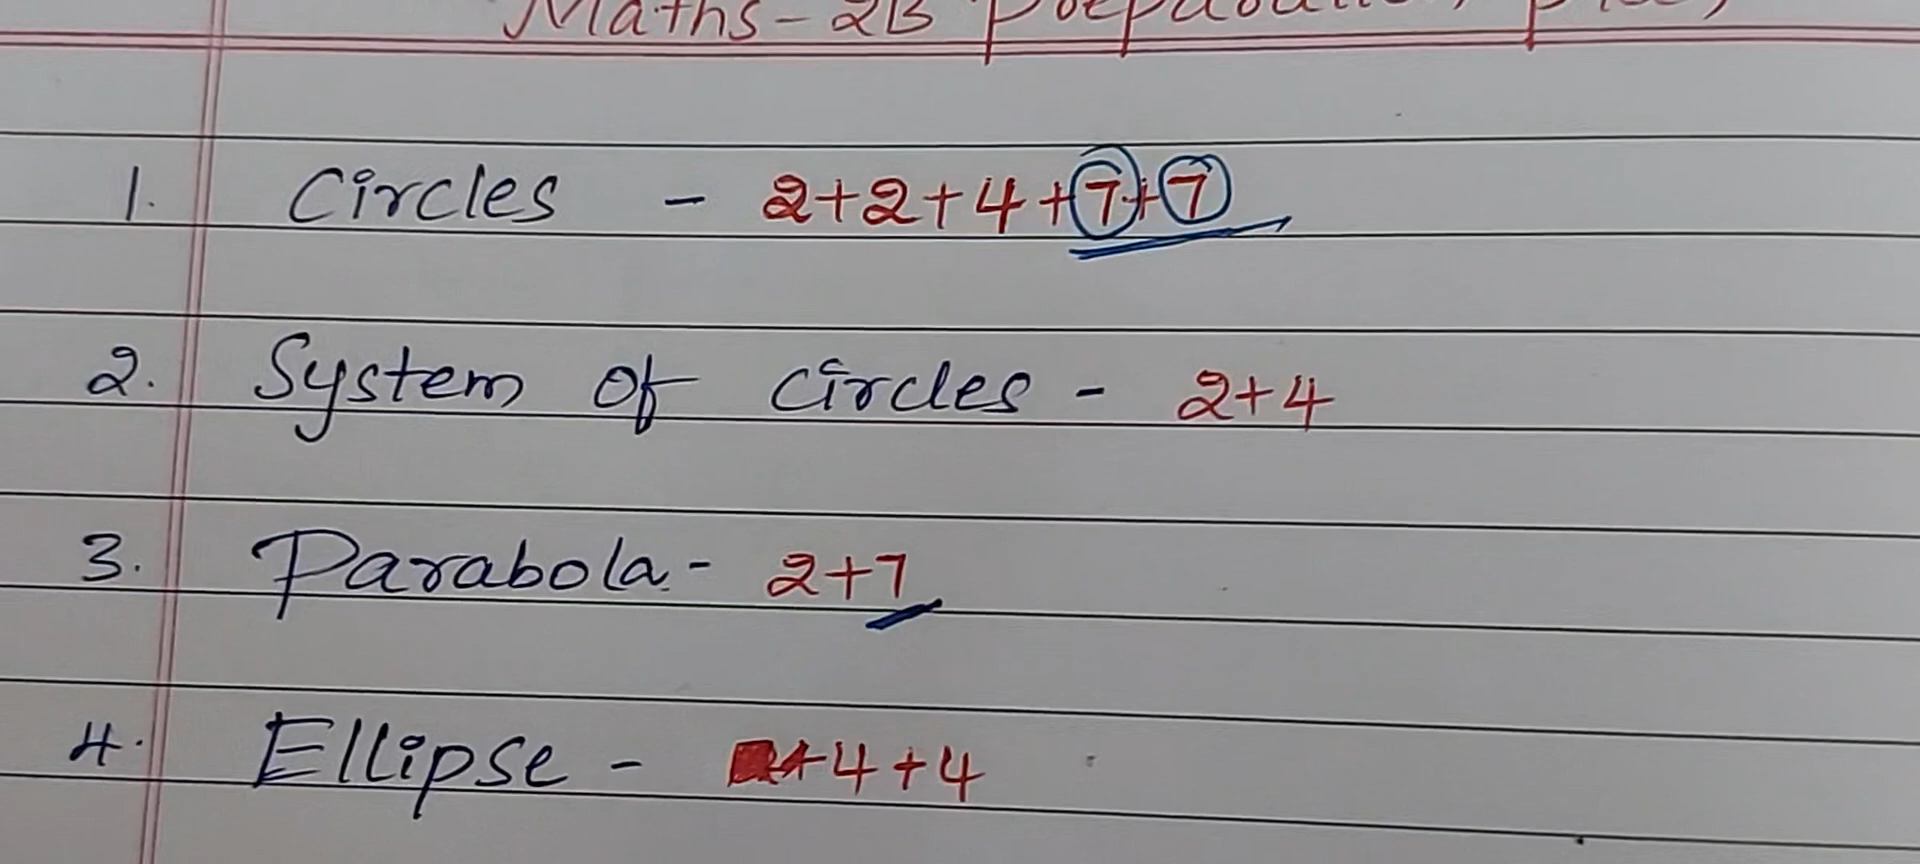 Maths-2B Preparation
1. Circles - 2+2+4+7+7
2. System of circles - 2+4
3. Parabola - 2+7
4. Ellipse - 4+4